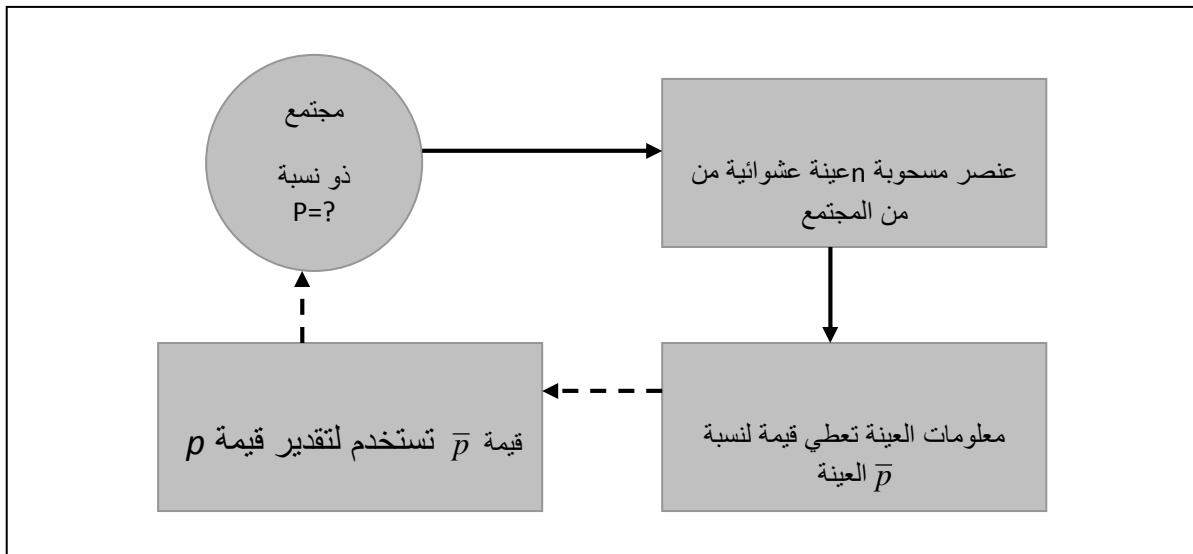 مجتمع
ذو نسبة
P=?
عنصر مسحوبة nعينة عشوائية من
من المجتمع
معلومات العينة تعطي قيمة لنسبة
p̅ العينة
قيمة p̅ تستخدم لتقدير قيمة p